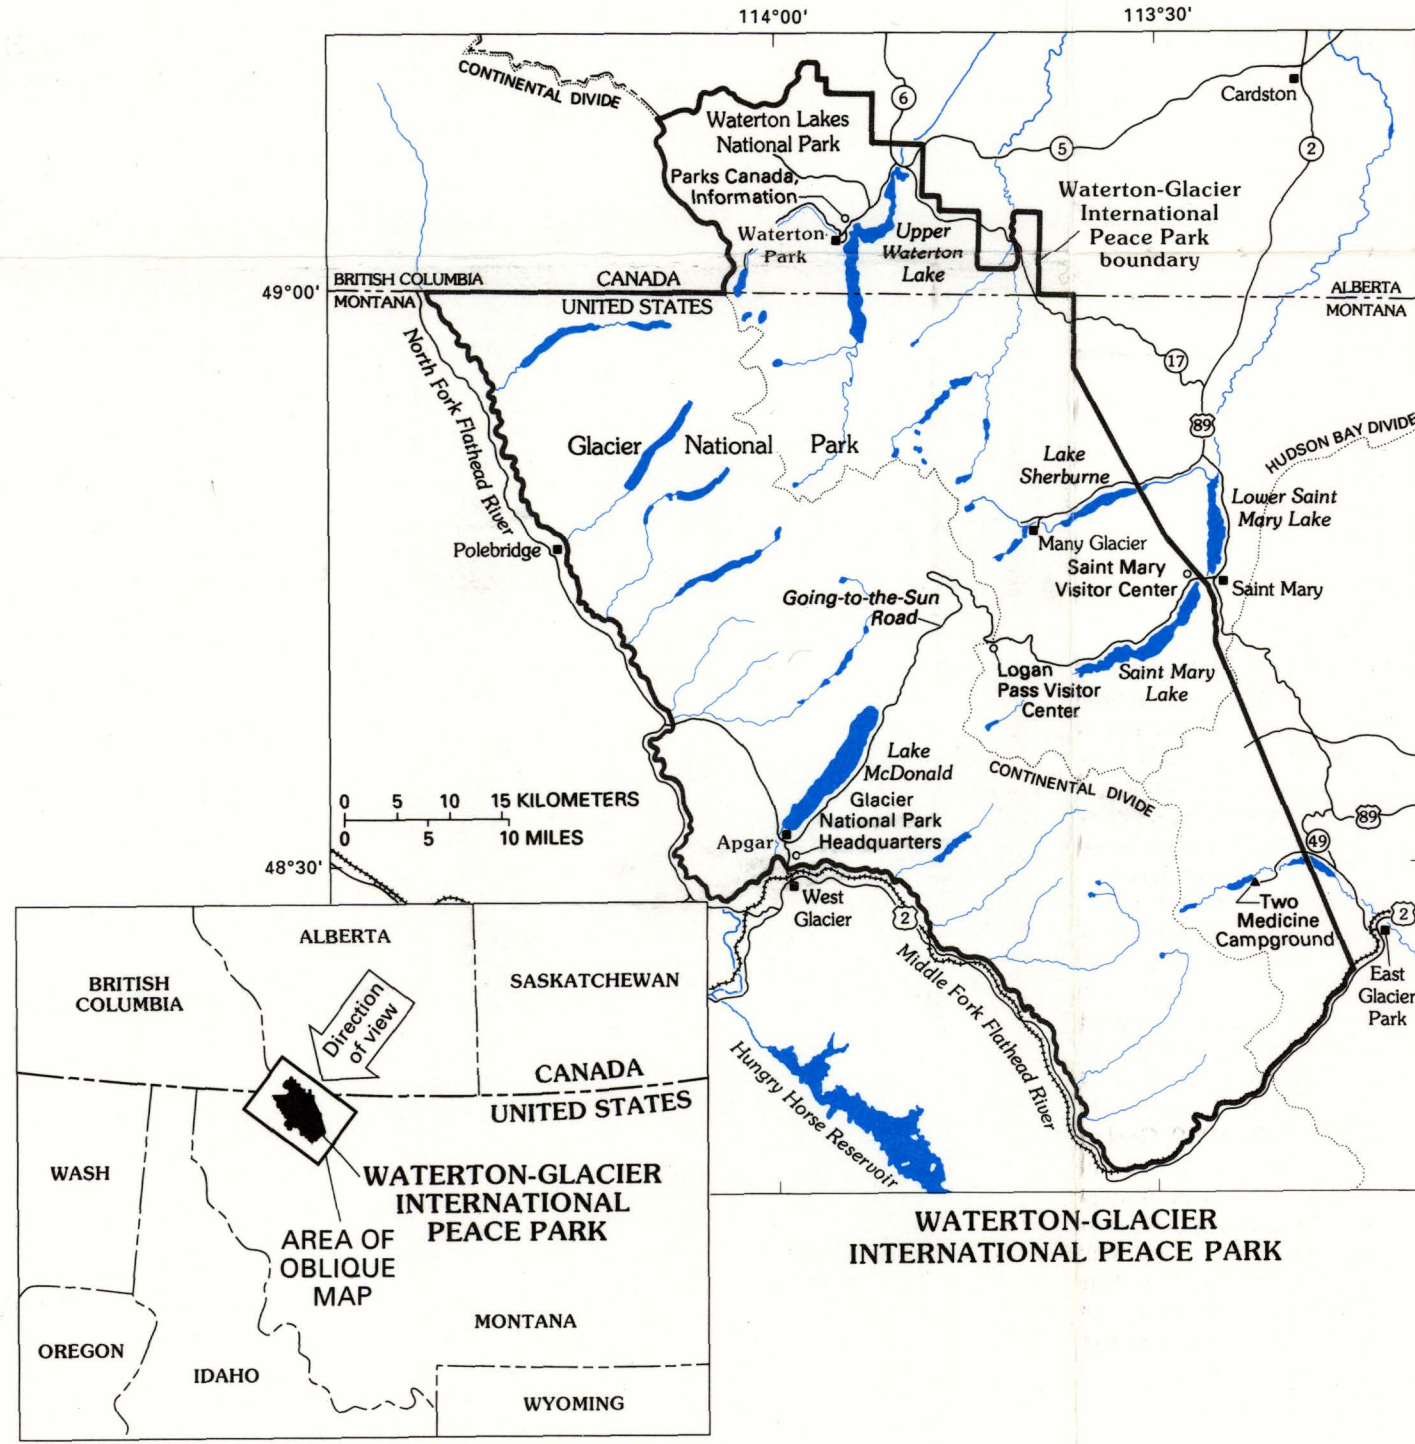 114°00'
113°30'
CONTINENTAL DIVIDE
6
Cardston
Waterton Lakes
National Park
5
2
Parks Canada,
Information
Waterton-Glacier
International
Peace Park
boundary
Waterton
Park
Upper
Waterton
Lake
BRITISH COLUMBIA
CANADA
49°00'
MONTANA
UNITED STATES
ALBERTA
MONTANA
North Fork Flathead River
17
89
HUDSON BAY DIVIDE
Glacier National Park
Lake
Sherburne
Lower Saint
Mary Lake
Polebridge
Many Glacier
Saint Mary
Visitor Center
Saint Mary
Going-to-the-Sun
Road
Logan
Pass Visitor
Center
Saint Mary
Lake
Lake
McDonald
CONTINENTAL DIVIDE
0 5 10 15 KILOMETERS
0 5 10 MILES
Glacier
National Park
Headquarters
Apgar
89
49
48°30'
West
Glacier
2
Two
Medicine
Campground
2
East
Glacier
Park
Middle Fork Flathead River
Hungry Horse Reservoir
ALBERTA
BRITISH
COLUMBIA
SASKATCHEWAN
Direction
of view
CANADA
UNITED STATES
WASH
WATERTON-GLACIER
INTERNATIONAL
PEACE PARK
AREA OF
OBLIQUE
MAP
MONTANA
OREGON
IDAHO
WYOMING
WATERTON-GLACIER
INTERNATIONAL PEACE PARK